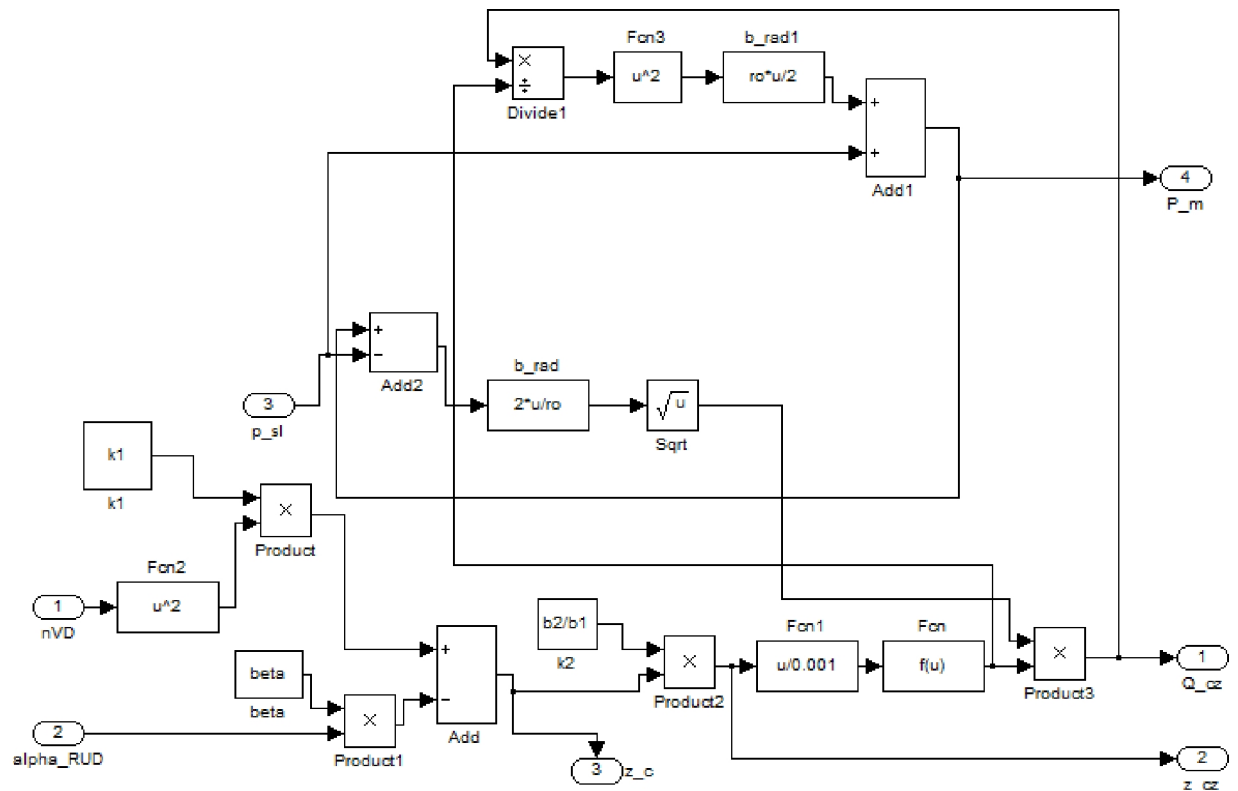 Fcn3
b_rad1
×
÷
u^2
ro*u/2
Divide1
+
+
Add1
4
P_m
+
−
Add2
b_rad
2*u/ro
√u
Sqrt
3
p_sl
k1
k1
×
Product
Fcn2
u^2
1
nVD
b2/b1
k2
Fcn1
Fcn
+
−
Add
×
Product2
u/0.001
f(u)
×
Product3
1
Q_cz
beta
beta
×
Product1
2
alpha_RUD
3
z_c
2
z_cz